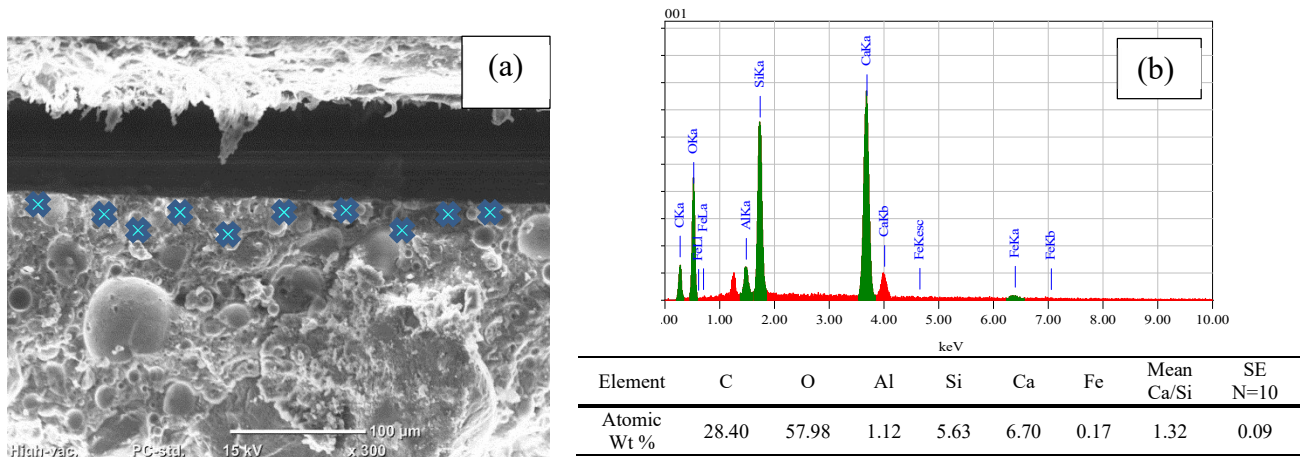 (a)
100 µm
High-vac. PC-std. 15 kV x 300
001
(b)
CKa
OKa
FeLl
FeLa
AlKa
SiKa
CaKa
CaKb
FeKesc
FeKa
FeKb
.00 1.00 2.00 3.00 4.00 5.00 6.00 7.00 8.00 9.00 10.00
keV
Element C O Al Si Ca Fe Mean Ca/Si SE N=10
Atomic Wt % 28.40 57.98 1.12 5.63 6.70 0.17 1.32 0.09